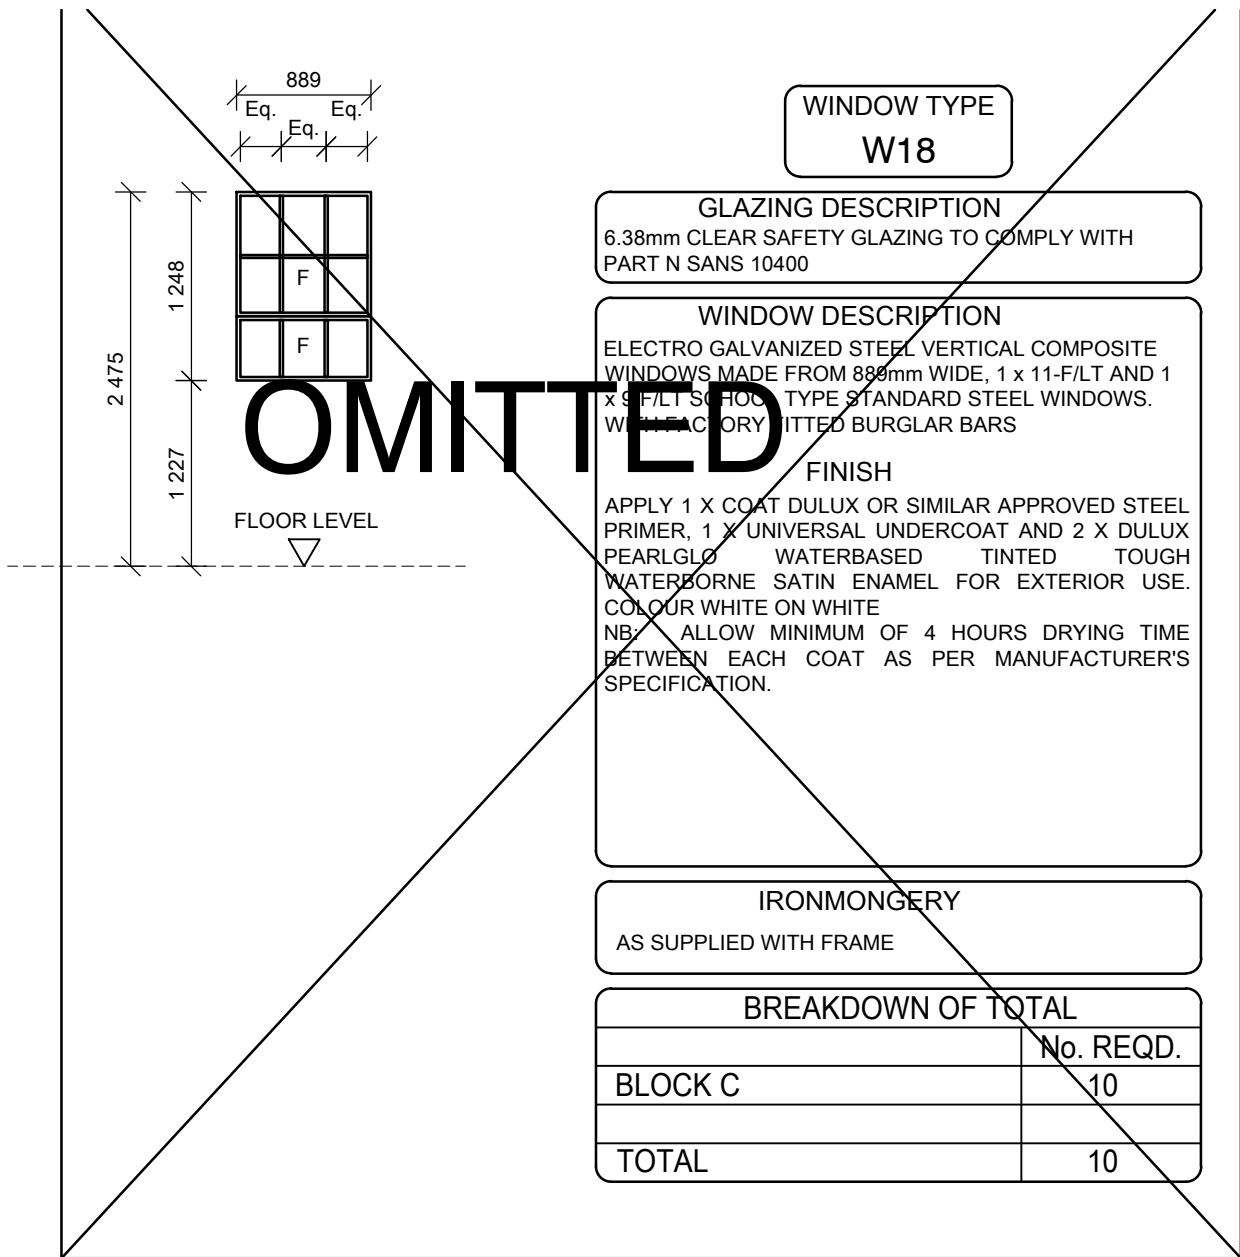 889
Eq. Eq. Eq.
2 475
1 248
1 227
F
F
FLOOR LEVEL
OMITTED
WINDOW TYPE
W18
GLAZING DESCRIPTION
6.38mm CLEAR SAFETY GLAZING TO COMPLY WITH
PART N SANS 10400
WINDOW DESCRIPTION
ELECTRO GALVANIZED STEEL VERTICAL COMPOSITE
WINDOWS MADE FROM 889mm WIDE, 1 x 11-F/LT AND 1
x 9-F/LT SCHOOL TYPE STANDARD STEEL WINDOWS.
WITH FACTORY FITTED BURGLAR BARS
FINISH
APPLY 1 X COAT DULUX OR SIMILAR APPROVED STEEL
PRIMER, 1 X UNIVERSAL UNDERCOAT AND 2 X DULUX
PEARLGLO WATERBASED TINTED TOUGH
WATERBORNE SATIN ENAMEL FOR EXTERIOR USE.
COLOUR WHITE ON WHITE
NB: ALLOW MINIMUM OF 4 HOURS DRYING TIME
BETWEEN EACH COAT AS PER MANUFACTURER'S
SPECIFICATION.
IRONMONGERY
AS SUPPLIED WITH FRAME
BREAKDOWN OF TOTAL
No. REQD.
BLOCK C 10
TOTAL 10